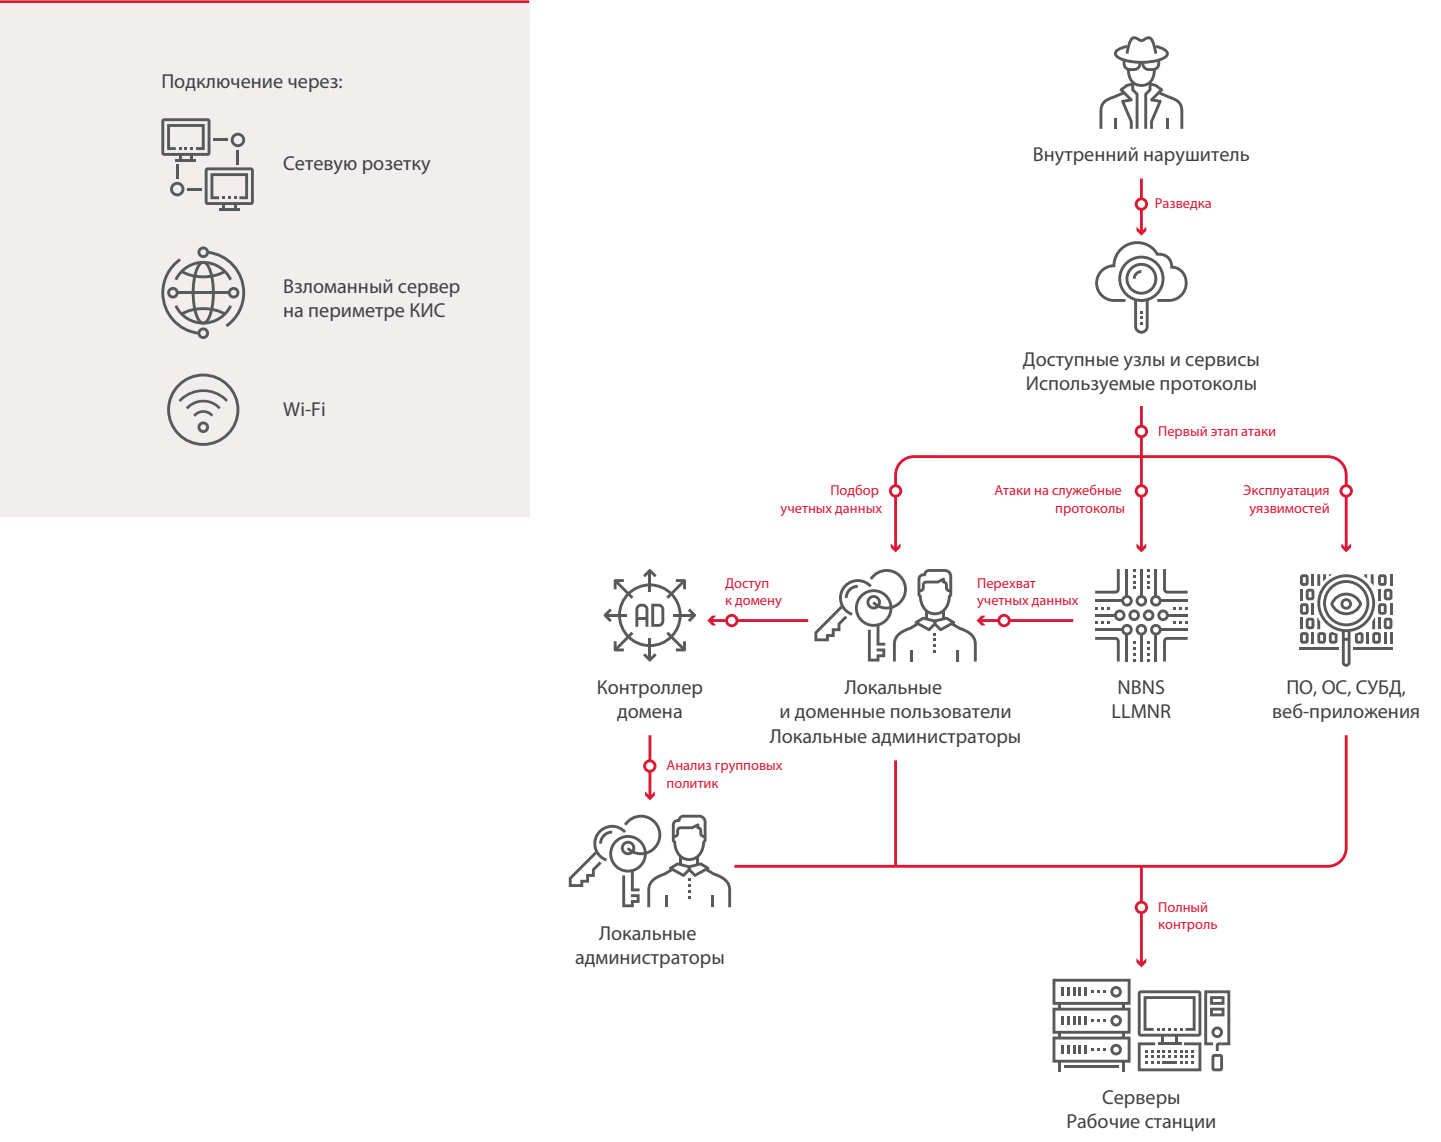 Подключение через:
Сетевую розетку
Взломанный сервер
на периметре КИС
Wi-Fi
Внутренний нарушитель
Разведка
Доступные узлы и сервисы
Используемые протоколы
Первый этап атаки
Подбор
учетных данных
Атаки на служебные
протоколы
Эксплуатация
уязвимостей
Доступ
к домену
Перехват
учетных данных
AD
Контроллер
домена
Локальные
и доменные пользователи
Локальные администраторы
NBNS
LLMNR
ПО, ОС, СУБД,
веб-приложения
Анализ групповых
политик
Локальные
администраторы
Полный
контроль
Серверы
Рабочие станции